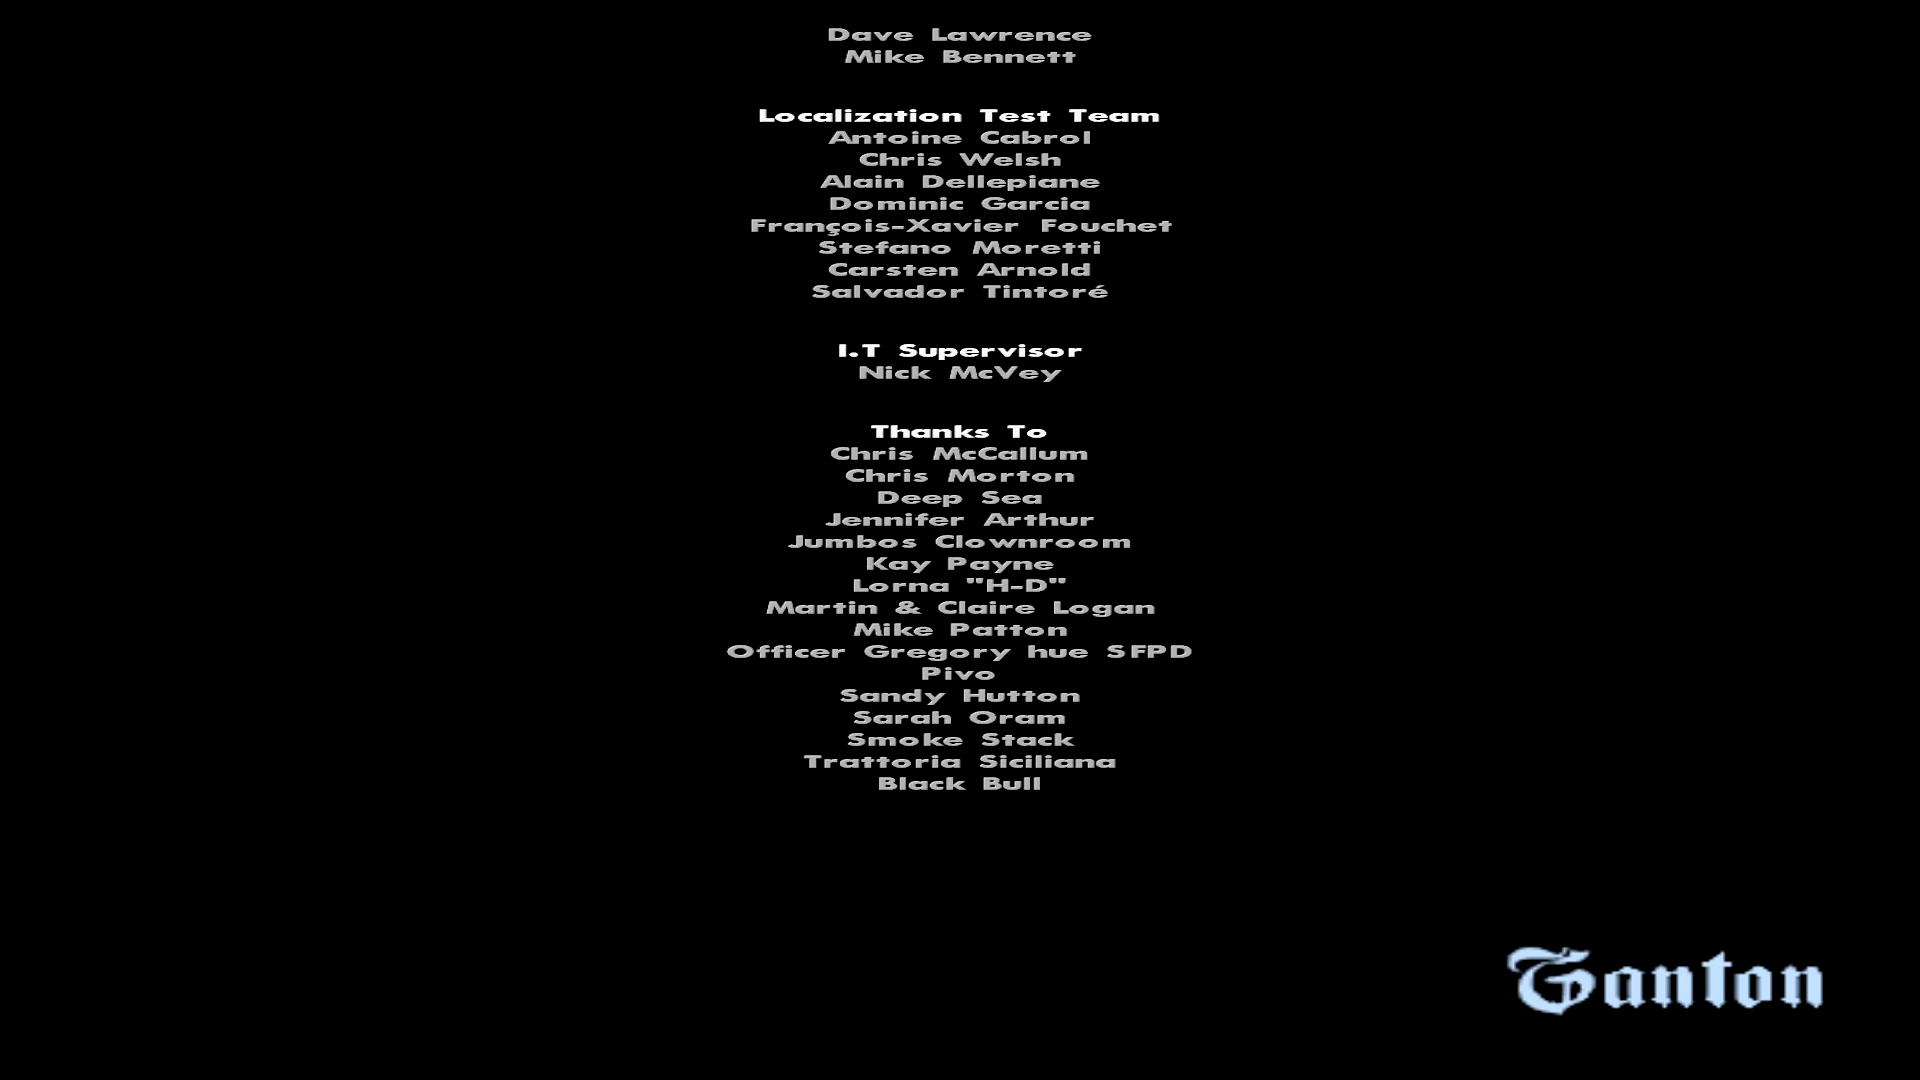 Dave Lawrence
Mike Bennett
Localization Test Team
Antoine Cabrol
Chris Welsh
Alain Dellepiane
Dominic Garcia
François-Xavier Fouchet
Stefano Moretti
Carsten Arnold
Salvador Tintoré
I.T Supervisor
Nick McVey
Thanks To
Chris McCallum
Chris Morton
Deep Sea
Jennifer Arthur
Jumbos Clownroom
Kay Payne
Lorna "H-D"
Martin & Claire Logan
Mike Patton
Officer Gregory hue SFPD
Pivo
Sandy Hutton
Sarah Oram
Smoke Stack
Trattoria Siciliana
Black Bull
Ganton